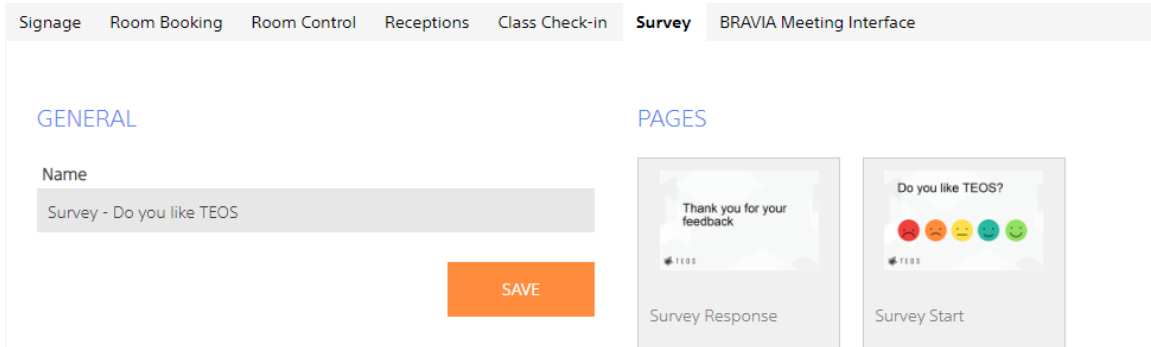 Signage Room Booking Room Control Receptions Class Check-in Survey BRAVIA Meeting Interface
GENERAL
Name
Survey - Do you like TEOS
SAVE
PAGES
Thank you for your
feedback
TEOS
Survey Response
Do you like TEOS?
TEOS
Survey Start